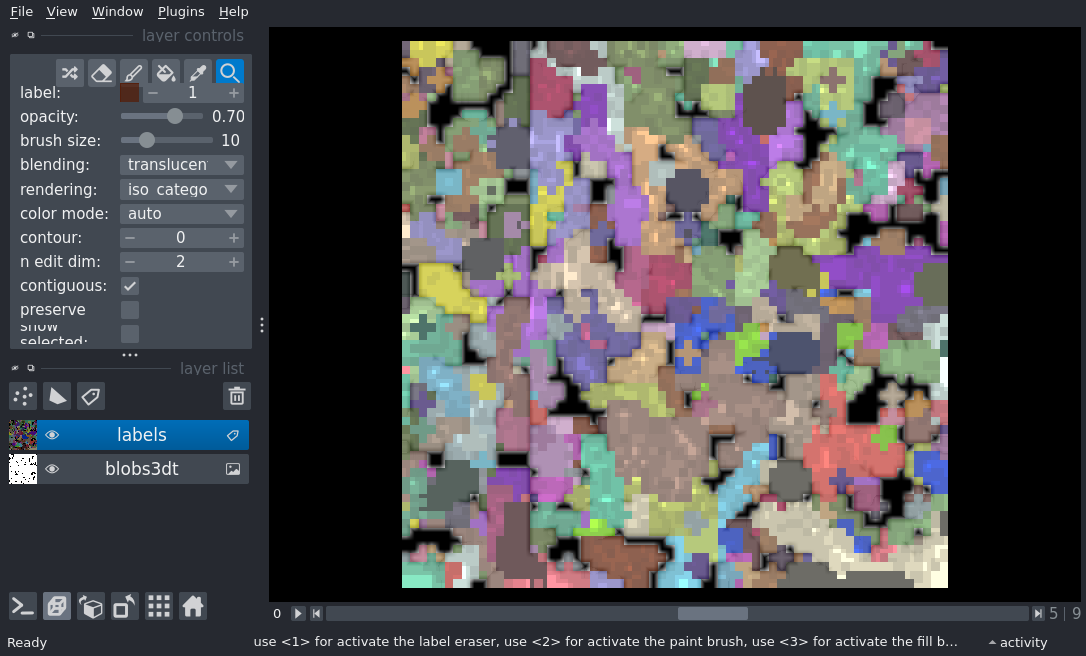 File View Window Plugins Help
layer controls
label: 1
opacity: 0.70
brush size: 10
blending: translucen
rendering: iso_catego
color mode: auto
contour: 0
n edit dim: 2
contiguous:
preserve
show
selected:
layer list
labels
blobs3dt
0 5 | 9
Ready use <1> for activate the label eraser, use <2> for activate the paint brush, use <3> for activate the fill b... activity